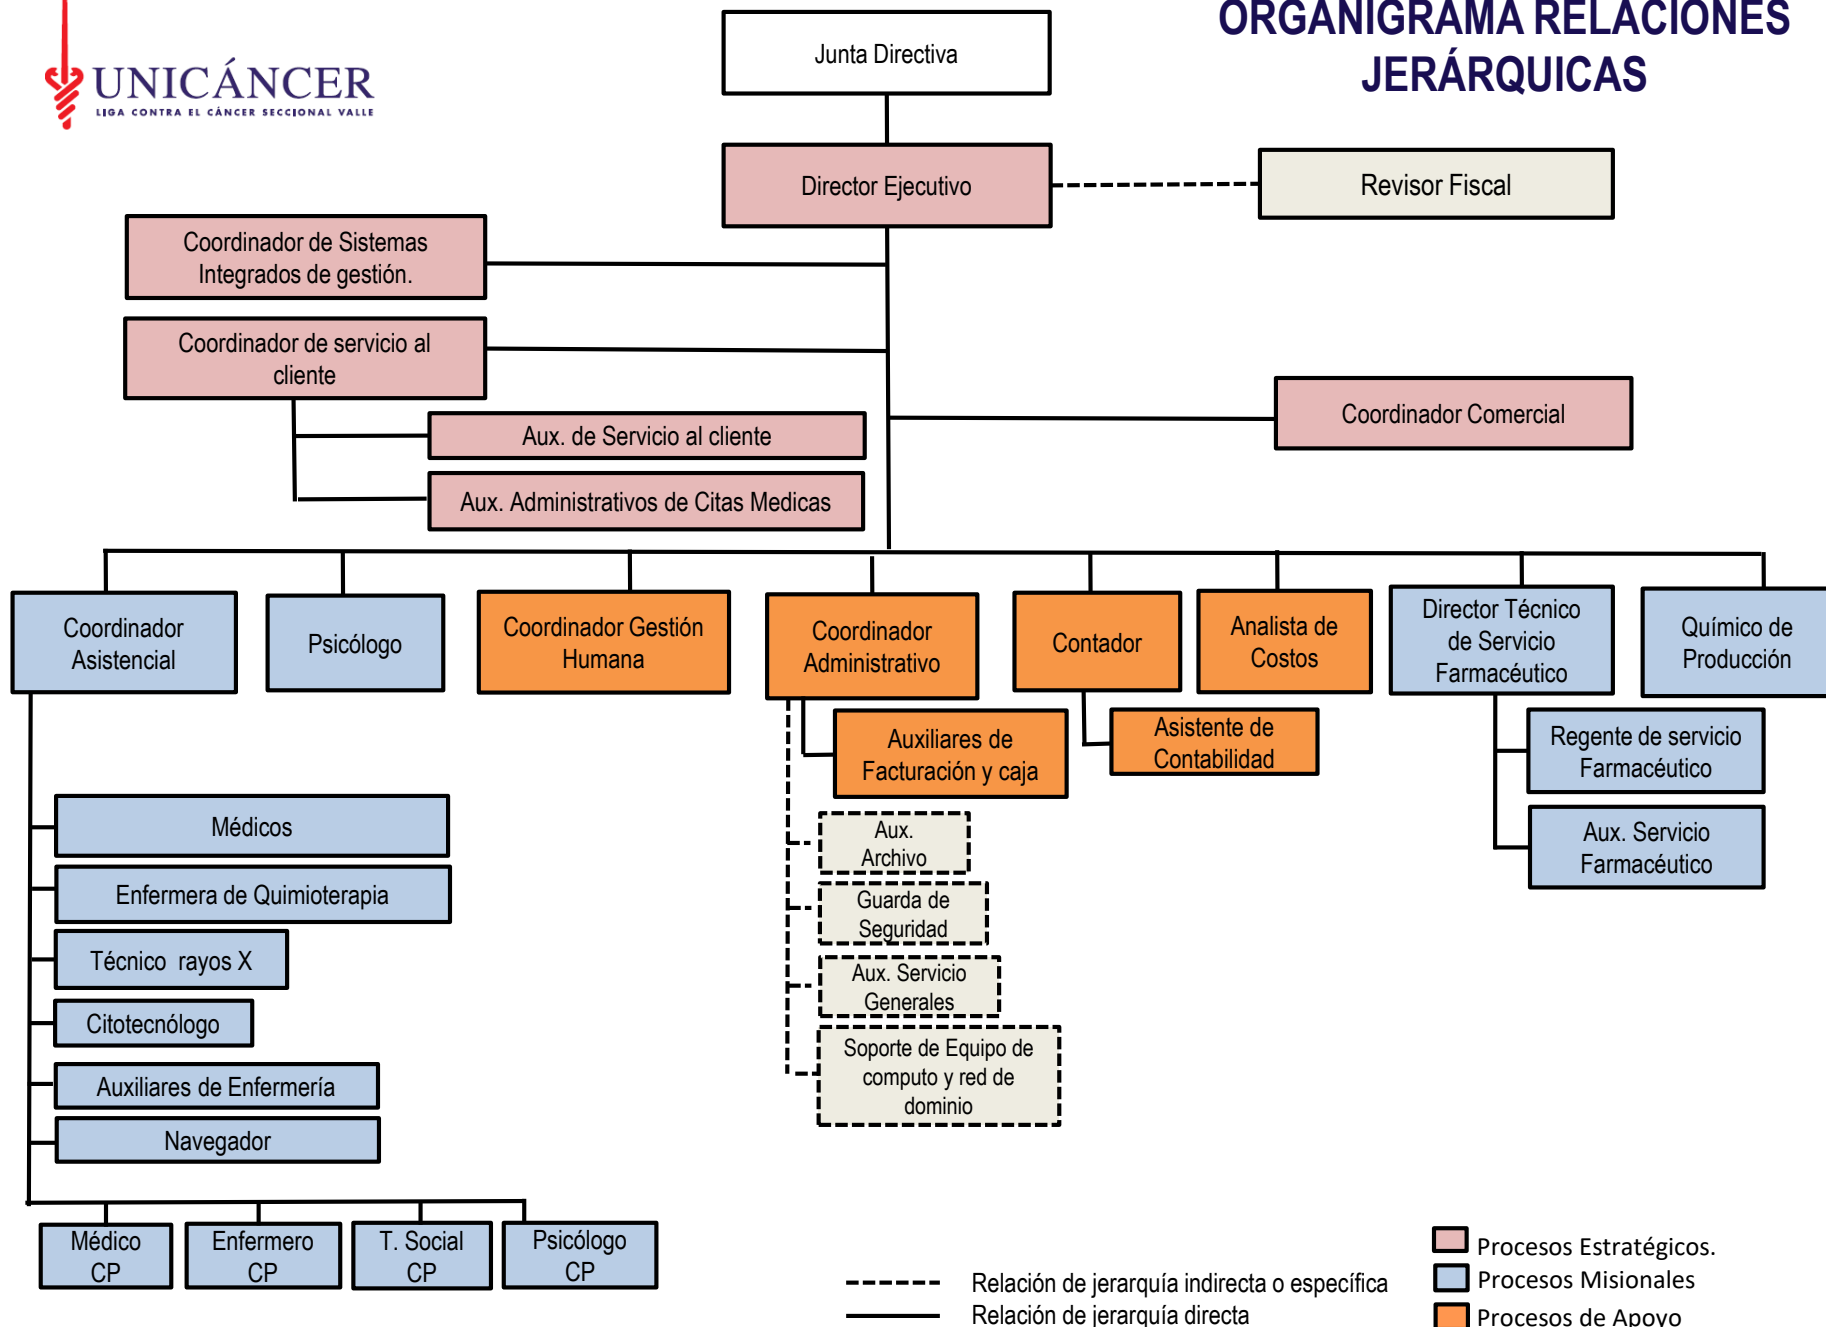 ORGANIGRAMA RELACIONES
JERÁRQUICAS
UNICÁNCER
LIGA CONTRA EL CÁNCER SECCIONAL VALLE
Junta Directiva
Director Ejecutivo
Revisor Fiscal
Coordinador de Sistemas
Integrados de gestión.
Coordinador de servicio al
cliente
Coordinador Comercial
Aux. de Servicio al cliente
Aux. Administrativos de Citas Medicas
Coordinador
Asistencial
Psicólogo
Coordinador Gestión
Humana
Coordinador
Administrativo
Contador
Analista de
Costos
Director Técnico
de Servicio
Farmacéutico
Químico de
Producción
Auxiliares de
Facturación y caja
Asistente de
Contabilidad
Regente de servicio
Farmacéutico
Aux. Servicio
Farmacéutico
Médicos
Enfermera de Quimioterapia
Técnico rayos X
Citotecnólogo
Auxiliares de Enfermería
Navegador
Aux.
Archivo
Guarda de
Seguridad
Aux. Servicio
Generales
Soporte de Equipo de
computo y red de
dominio
Médico
CP
Enfermero
CP
T. Social
CP
Psicólogo
CP
Relación de jerarquía indirecta o específica
Relación de jerarquía directa
Procesos Estratégicos.
Procesos Misionales
Procesos de Apoyo